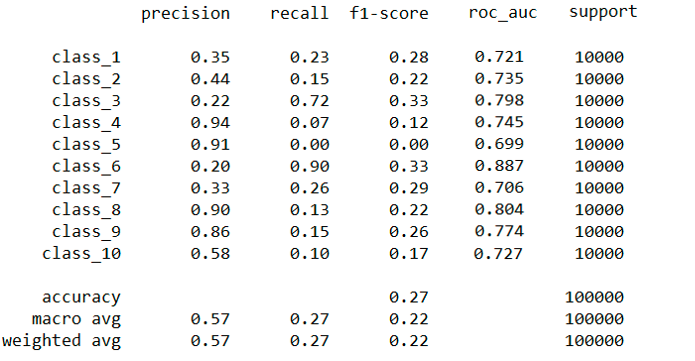 precision recall f1-score roc_auc support
class_1 0.35 0.23 0.28 0.721 10000
class_2 0.44 0.15 0.22 0.735 10000
class_3 0.22 0.72 0.33 0.798 10000
class_4 0.94 0.07 0.12 0.745 10000
class_5 0.91 0.00 0.00 0.699 10000
class_6 0.20 0.90 0.33 0.887 10000
class_7 0.33 0.26 0.29 0.706 10000
class_8 0.90 0.13 0.22 0.804 10000
class_9 0.86 0.15 0.26 0.774 10000
class_10 0.58 0.10 0.17 0.727 10000
accuracy 0.27 100000
macro avg 0.57 0.27 0.22 100000
weighted avg 0.57 0.27 0.22 100000